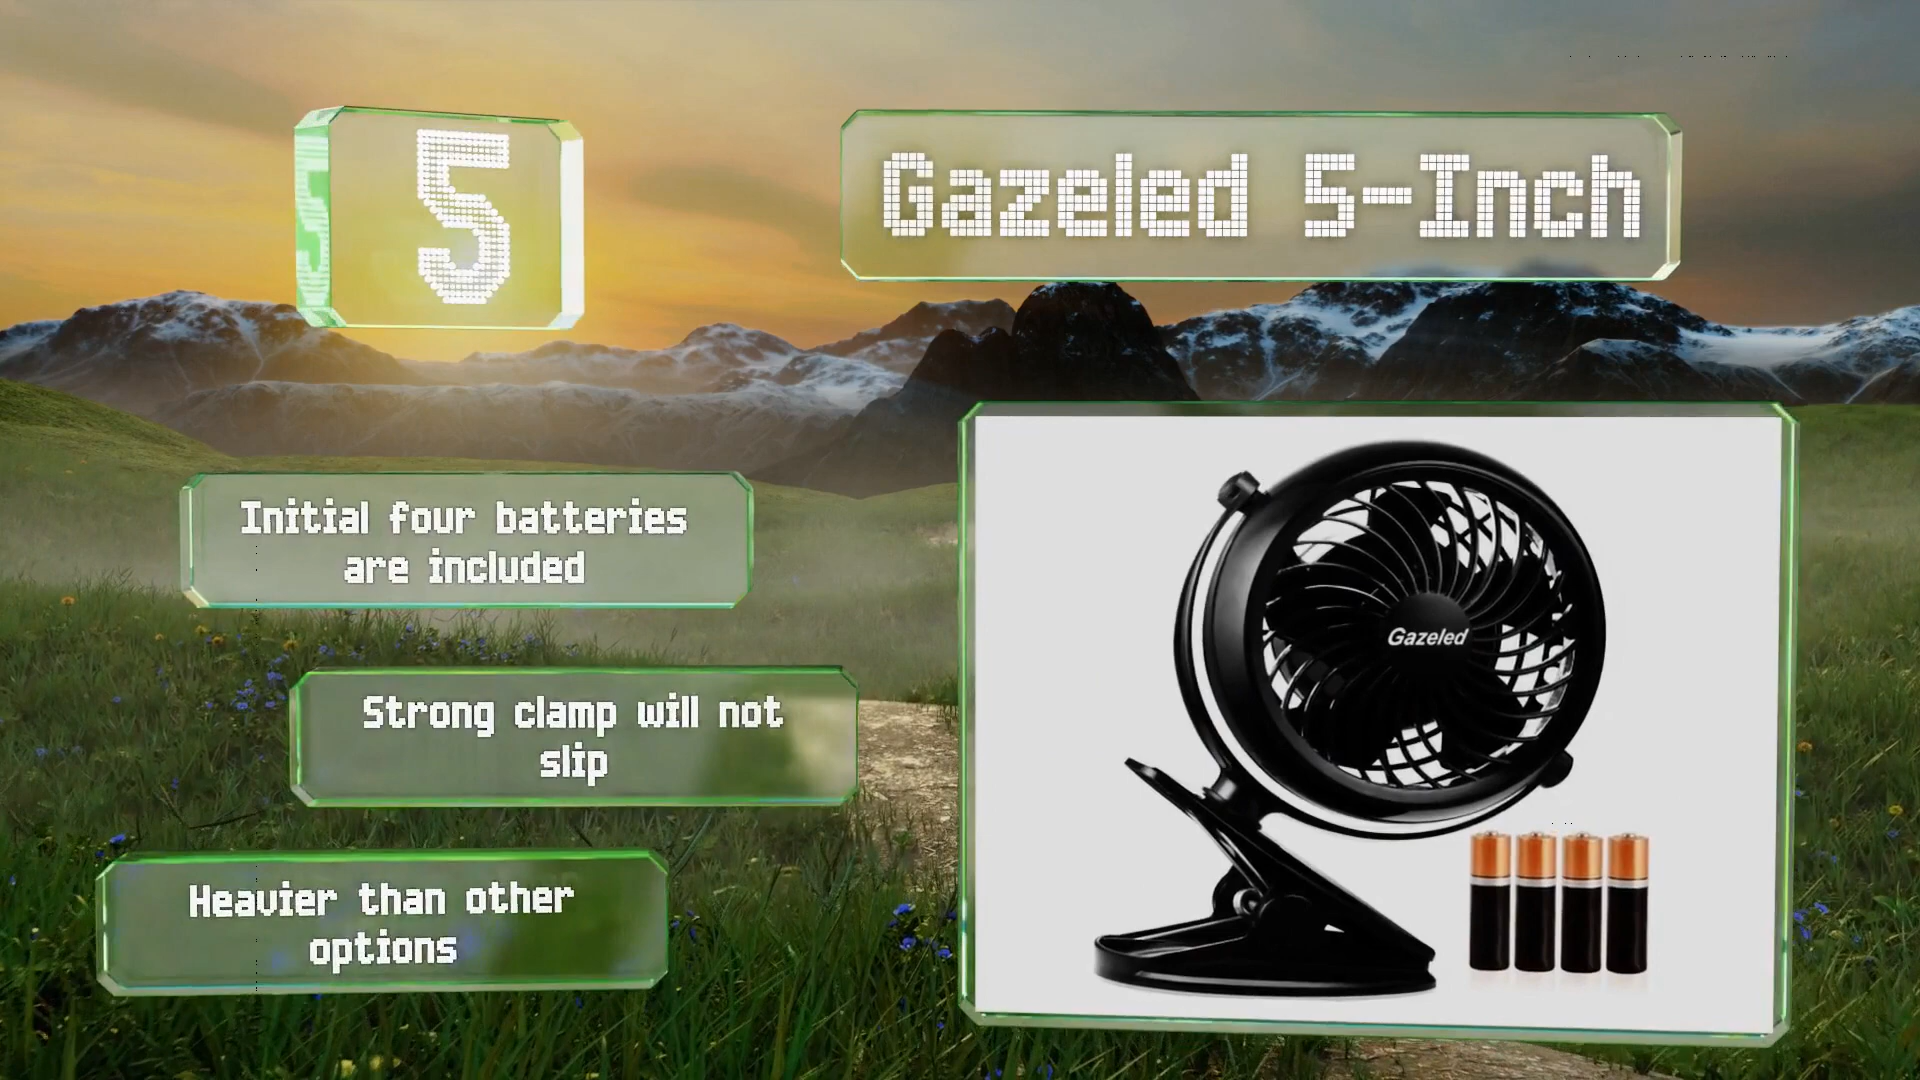 5
Gazeled 5-Inch
Initial four batteries
are included
Strong clamp will not
slip
Heavier than other
options
Gazeled